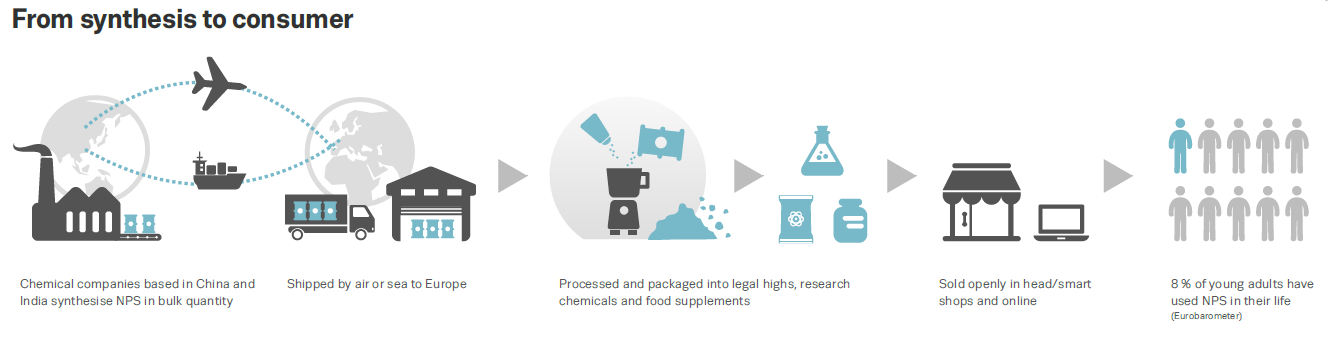 From synthesis to consumer
Chemical companies based in China and
India synthesise NPS in bulk quantity
Shipped by air or sea to Europe
Processed and packaged into legal highs, research
chemicals and food supplements
Sold openly in head/smart
shops and online
8 % of young adults have
used NPS in their life
(Eurobarometer)